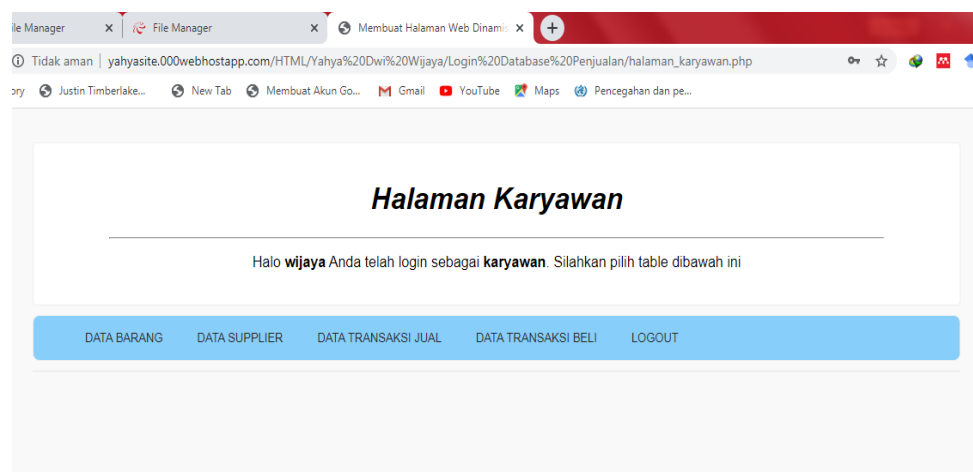 ile Manager File Manager Membuat Halaman Web Dinamis
Tidak aman yahyasite.000webhostapp.com/HTML/Yahya%20Dwi%20Wijaya/Login%20Database%20Penjualan/halaman_karyawan.php
ory Justin Timberlake... New Tab Membuat Akun Go... Gmail YouTube Maps Pencegahan dan pe...
Halaman Karyawan
Halo wijaya Anda telah login sebagai karyawan. Silahkan pilih table dibawah ini
DATA BARANG DATA SUPPLIER DATA TRANSAKSI JUAL DATA TRANSAKSI BELI LOGOUT